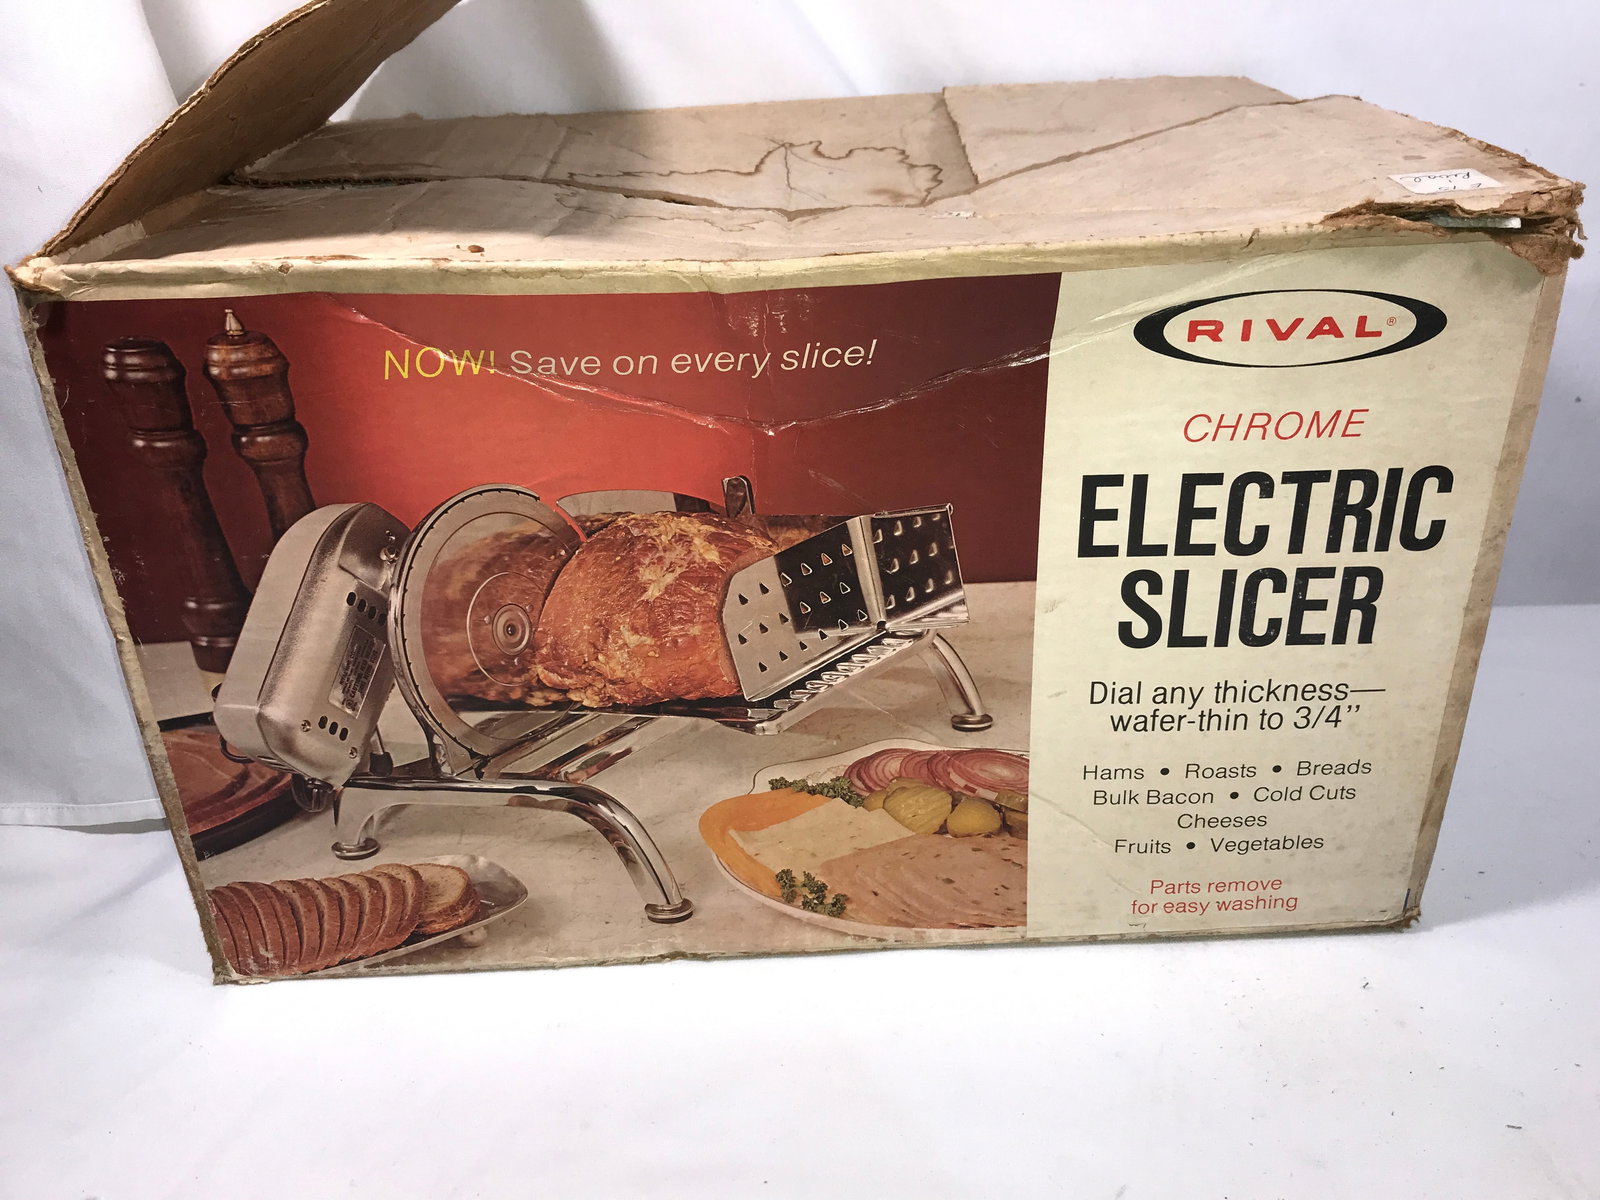 NOW! Save on every slice!
RIVAL®
CHROME
ELECTRIC
SLICER
Dial any thickness—
wafer-thin to 3/4”
Hams • Roasts • Breads
Bulk Bacon • Cold Cuts
Cheeses
Fruits • Vegetables
Parts remove
for easy washing